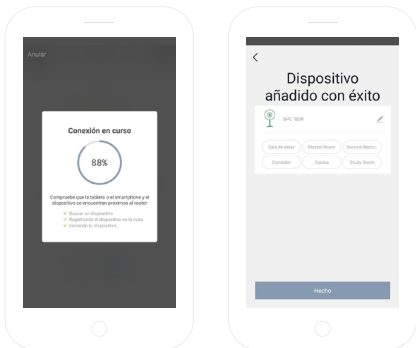 Anular
Conexión en curso
88%
Compruebe que la tableta o el smartphone y el
dispositivo se encuentran próximos al router
Buscar un dispositivo
Registrando el dispositivo en la nube
Iniciando tu dispositivo...
Dispositivo
añadido con éxito
SPC
Sala de estar
Master Room
Second Bedro...
Comedor
Cocina
Study Room
Hecho